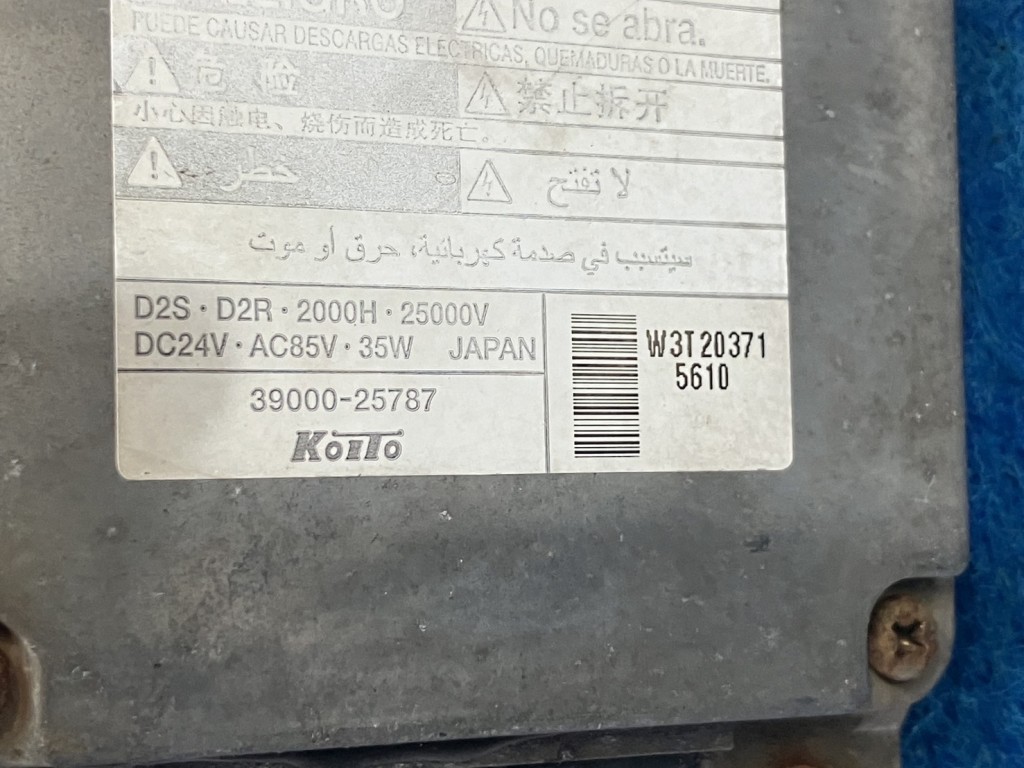 PELIGRO
No se abra.
PUEDE CAUSAR DESCARGAS ELECTRICAS, QUEMADURAS O LA MUERTE.
危 险
禁止拆开
小心因触电、烧伤而造成死亡。
خطر
لا تفتح
سيتسبب في صدمة كهربائية، حرق أو موت
D2S · D2R · 2000H · 25000V
DC24V · AC85V · 35W JAPAN
39000-25787
KOITO
W3T20371
5610